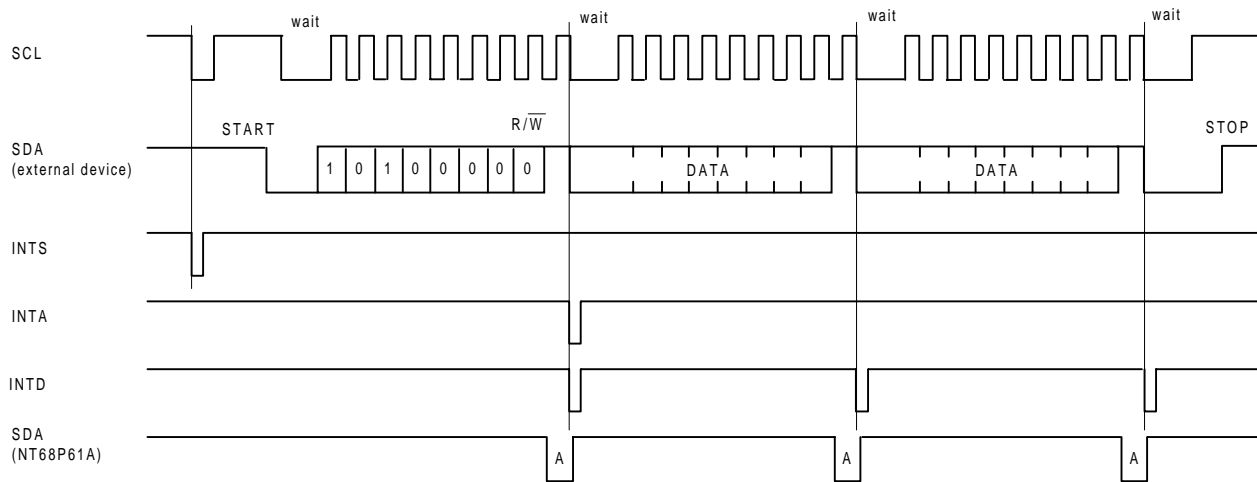 wait wait wait wait
SCL
START R/W STOP
SDA
(external device)
1 0 1 0 0 0 0 0 DATA DATA
INTS
INTA
INTD
SDA
(NT68P61A)
A A A